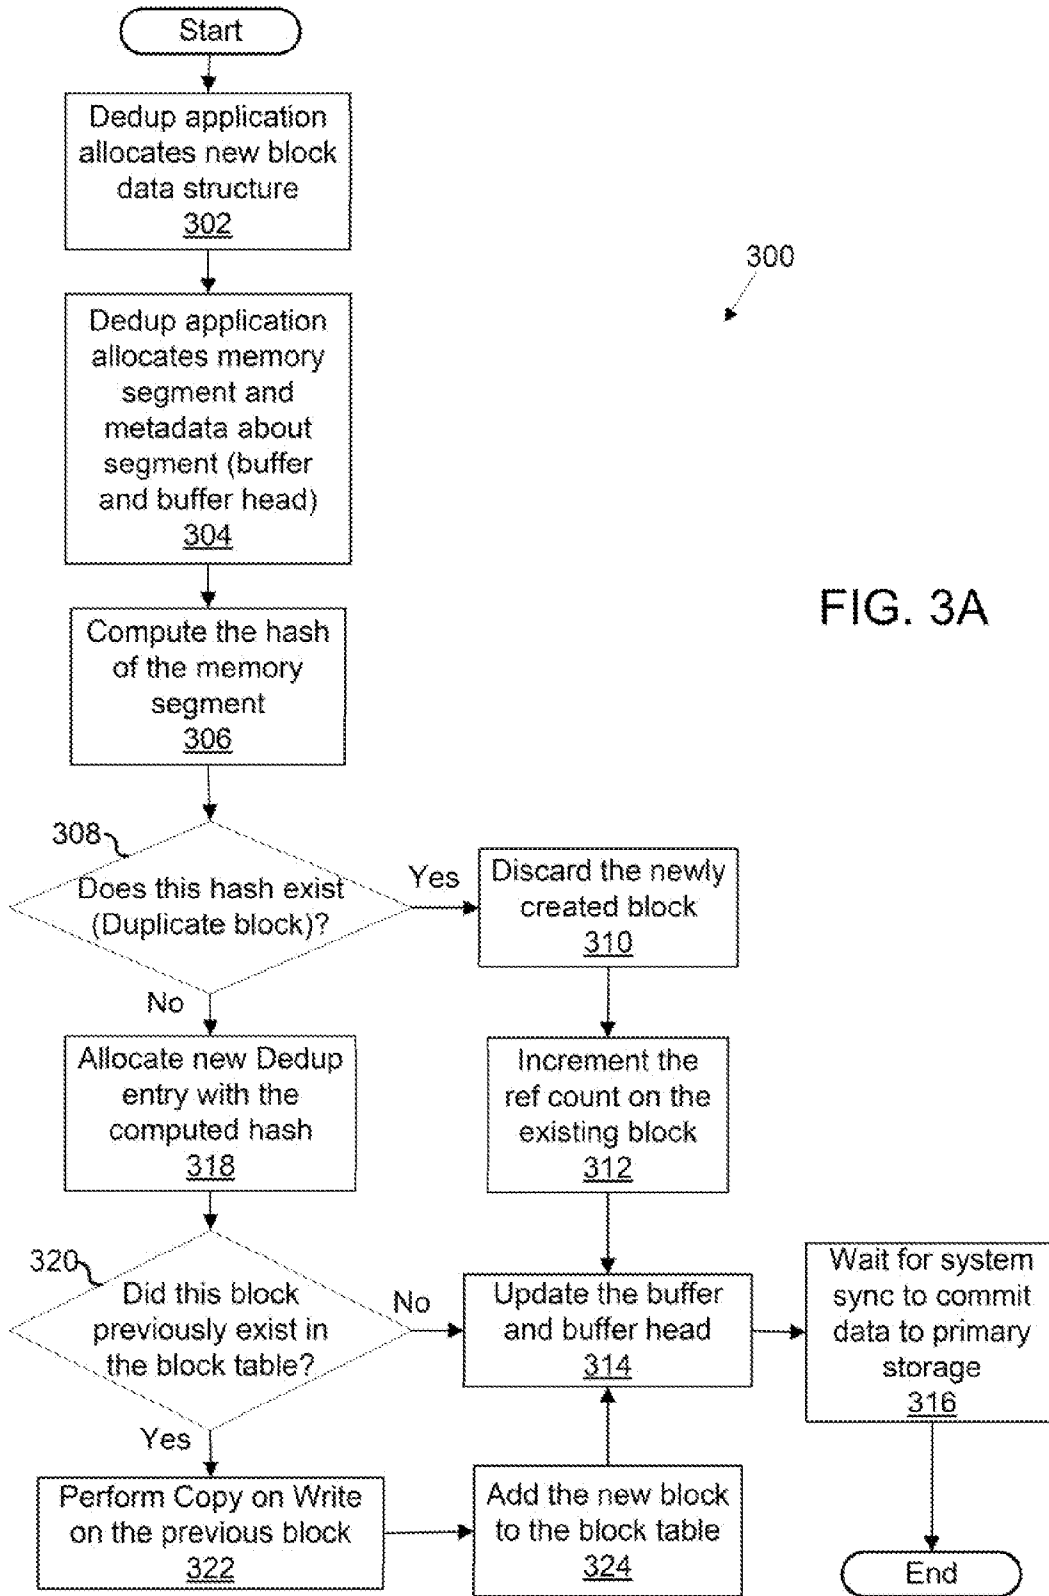 Start
Dedup application
allocates new block
data structure
302
300
Dedup application
allocates memory
segment and
metadata about
segment (buffer
and buffer head)
304
FIG. 3A
Compute the hash
of the memory
segment
306
308
Does this hash exist
(Duplicate block)?
Yes
No
Discard the newly
created block
310
Allocate new Dedup
entry with the
computed hash
318
Increment the
ref count on the
existing block
312
320
Did this block
previously exist in
the block table?
No
Yes
Update the buffer
and buffer head
314
Wait for system
sync to commit
data to primary
storage
316
Perform Copy on Write
on the previous block
322
Add the new block
to the block table
324
End